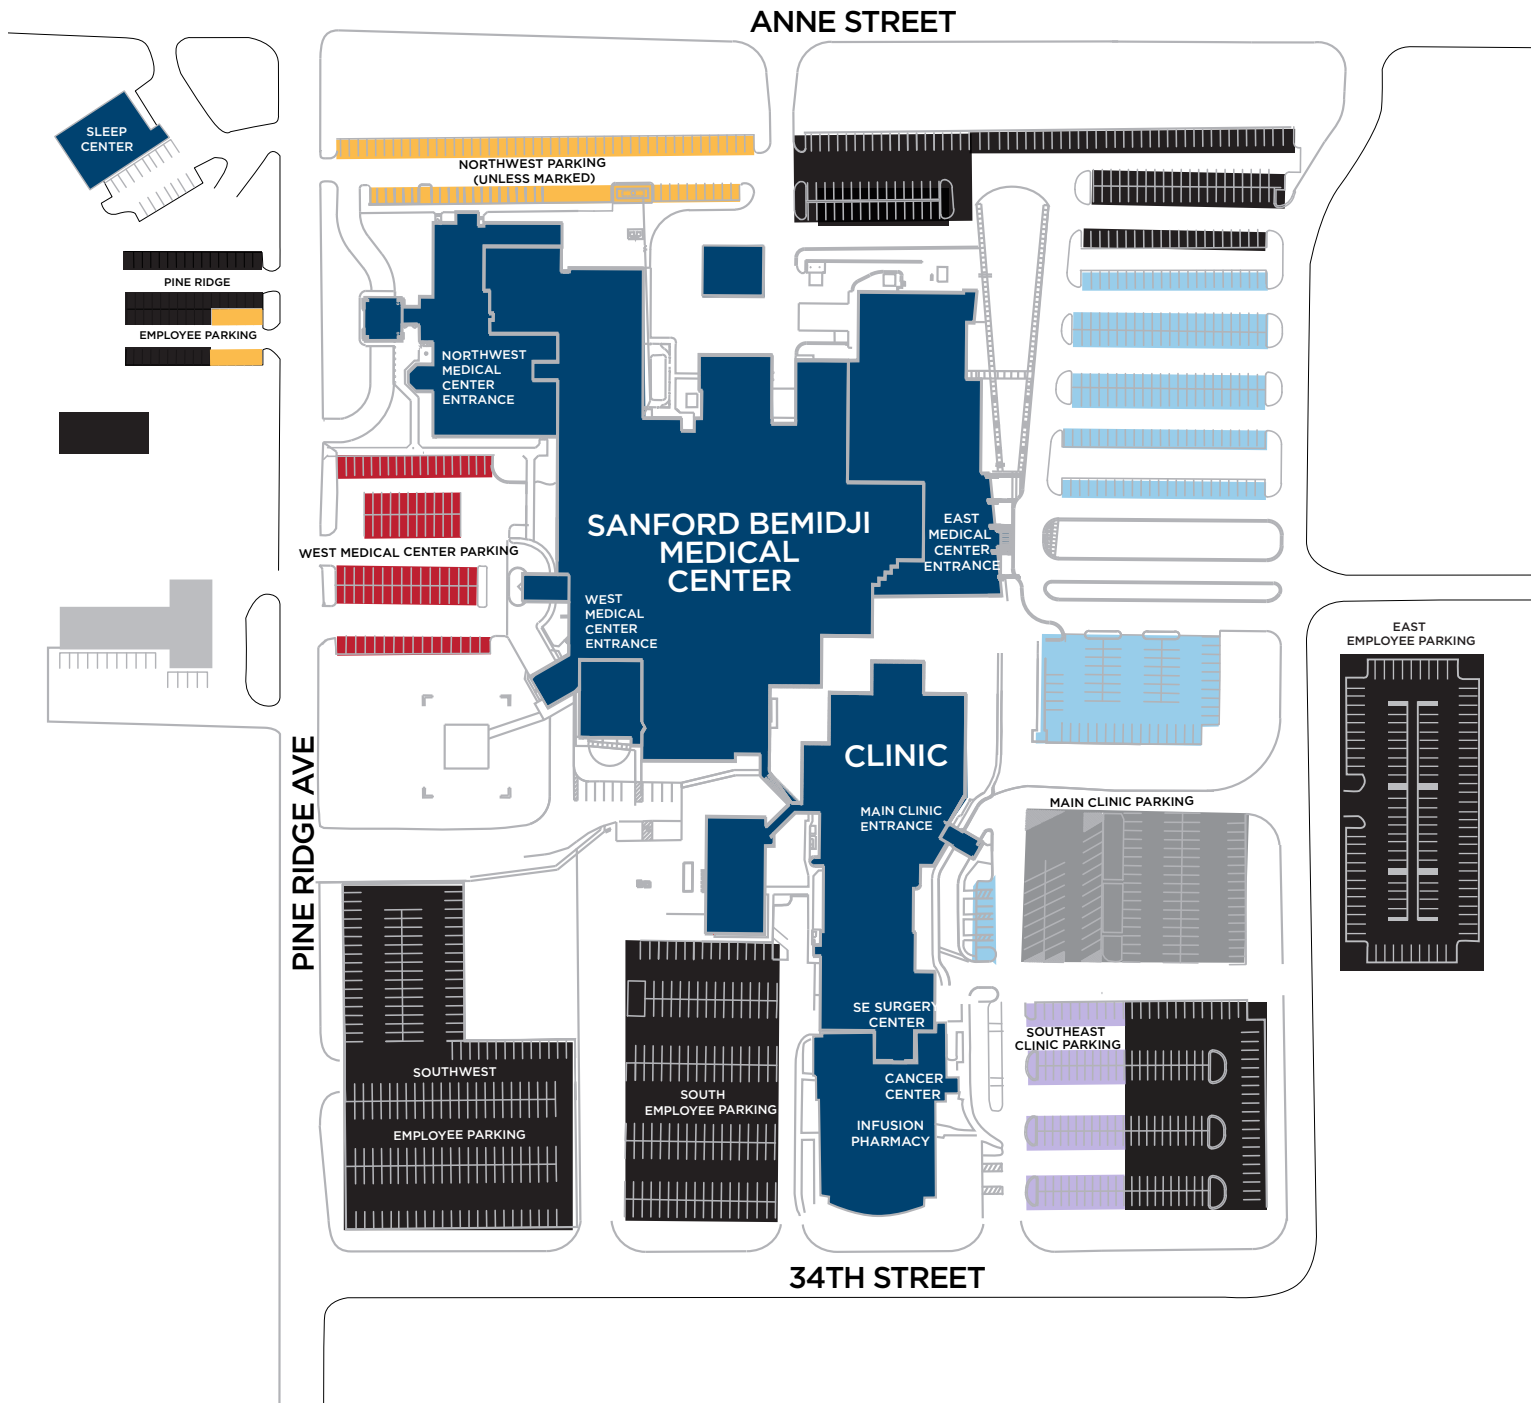 ANNE STREET
SLEEP
CENTER
NORTHWEST PARKING
(UNLESS MARKED)
PINE RIDGE
EMPLOYEE PARKING
NORTHWEST
MEDICAL
CENTER
ENTRANCE
SANFORD BEMIDJI
MEDICAL
CENTER
EAST
MEDICAL
CENTER
ENTRANCE
WEST MEDICAL CENTER PARKING
WEST
MEDICAL
CENTER
ENTRANCE
EAST
EMPLOYEE PARKING
PINE RIDGE AVE
CLINIC
MAIN CLINIC
ENTRANCE
MAIN CLINIC PARKING
SE SURGERY
CENTER
SOUTHEAST
CLINIC PARKING
SOUTHWEST
EMPLOYEE PARKING
SOUTH
EMPLOYEE PARKING
CANCER
CENTER
INFUSION
PHARMACY
34TH STREET